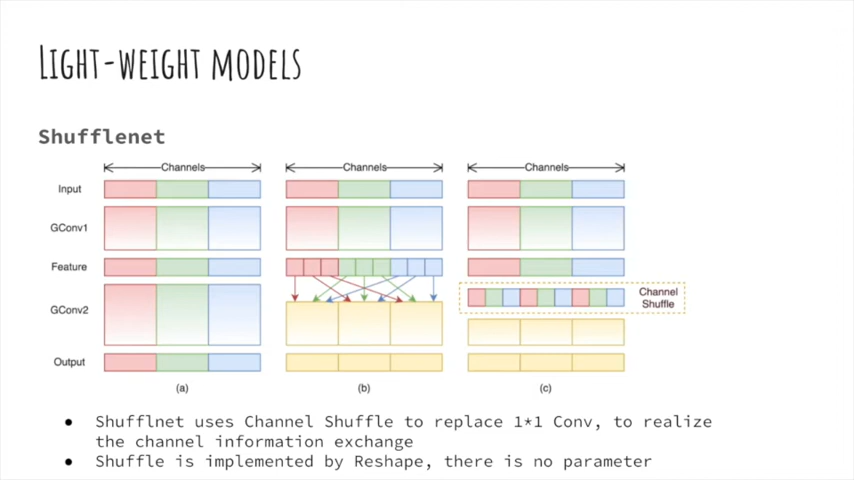 Light-weight models
Shufflenet
Channels Channels Channels
Input
GConv1
Feature
Channel
Shuffle
GConv2
Output
(a) (b) (c)
● Shufflnet uses Channel Shuffle to replace 1*1 Conv, to realize
the channel information exchange
● Shuffle is implemented by Reshape, there is no parameter